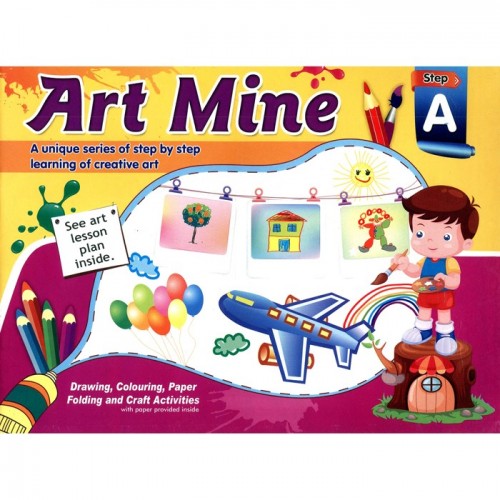 Art Mine
Step
A
A unique series of step by step
learning of creative art
See art
lesson
plan
inside.
Drawing, Colouring, Paper
Folding and Craft Activities
with paper provided inside